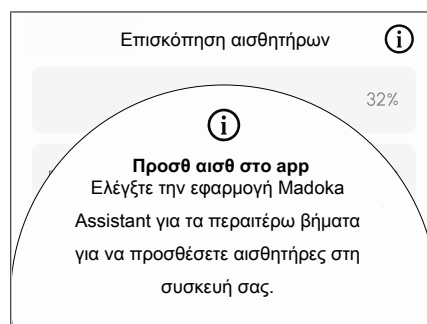 Επισκόπηση αισθητήρων
32%
Προσθ αισθ στο app
Ελέγξτε την εφαρμογή Madoka
Assistant για τα περαιτέρω βήματα
για να προσθέσετε αισθητήρες στη
συσκευή σας.